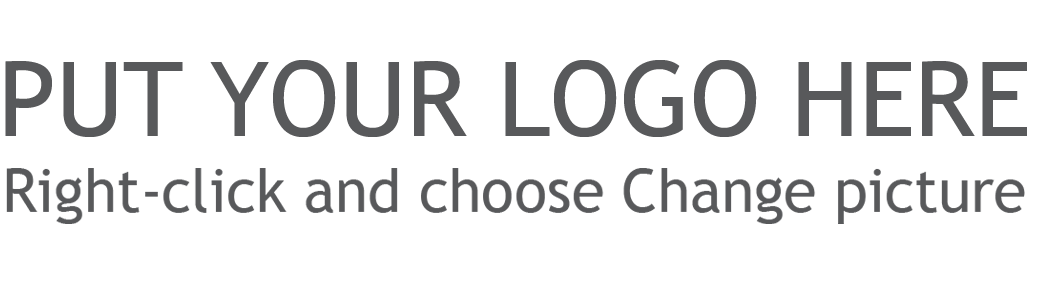 PUT YOUR LOGO HERE
Right-click and choose Change picture